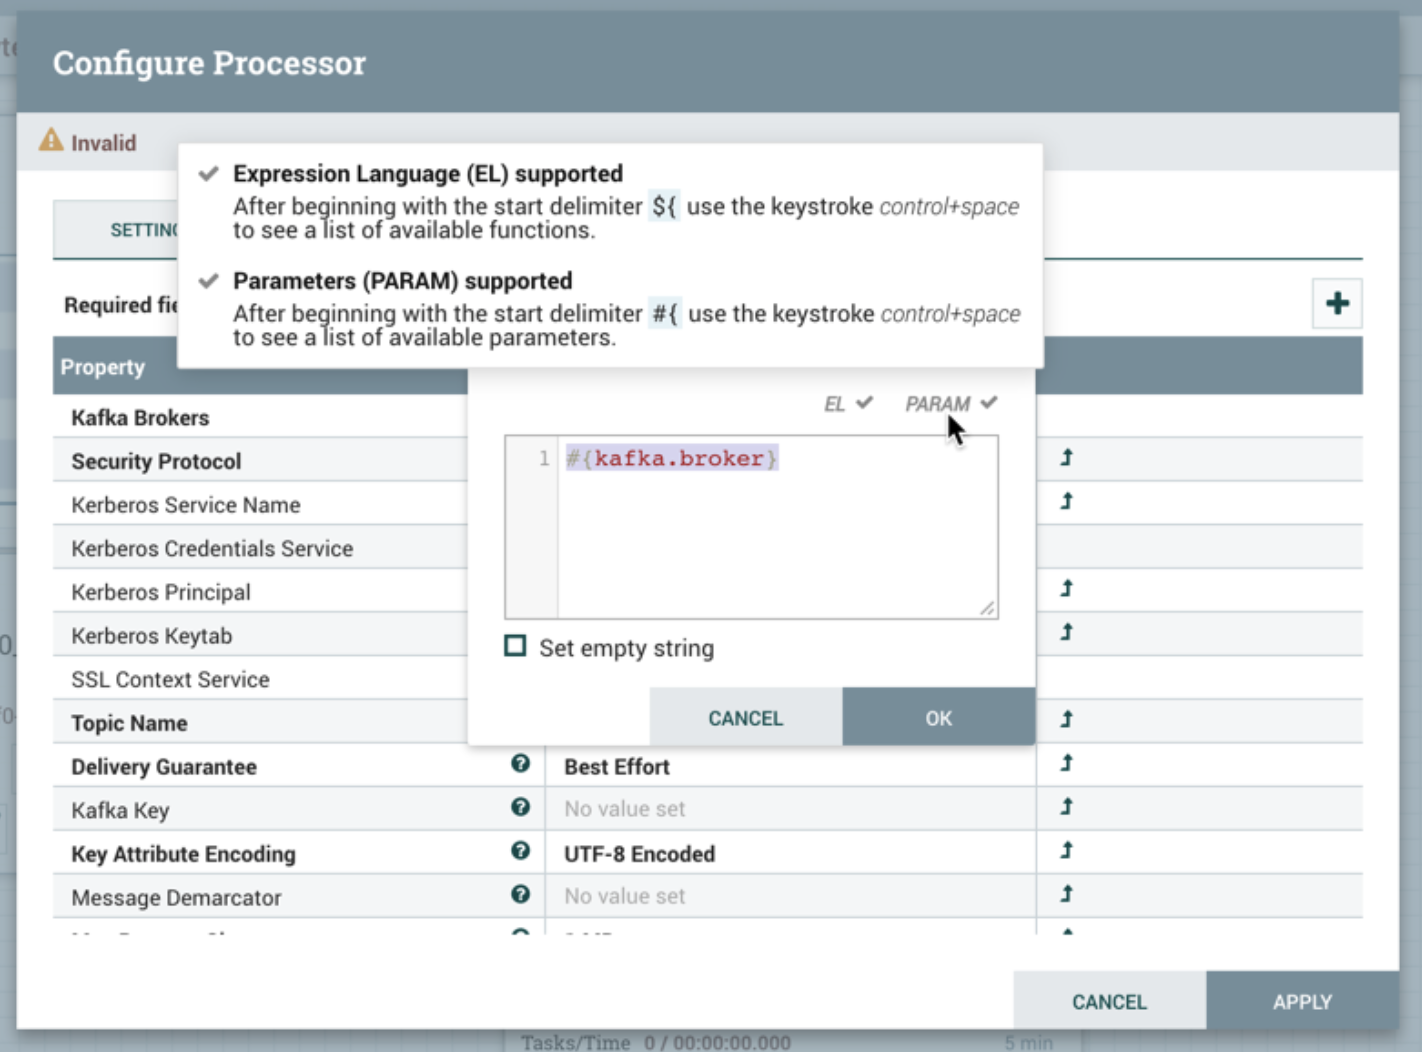 Configure Processor
Invalid
Expression Language (EL) supported
After beginning with the start delimiter ${ use the keystroke control+space
to see a list of available functions.
Parameters (PARAM) supported
After beginning with the start delimiter #{ use the keystroke control+space
to see a list of available parameters.
SETTIN
Required fie
Property
EL PARAM
Kafka Brokers
1 #{kafka.broker}
Security Protocol
Kerberos Service Name
Kerberos Credentials Service
Kerberos Principal
Kerberos Keytab
Set empty string
SSL Context Service
Topic Name
CANCEL OK
Delivery Guarantee Best Effort
Kafka Key No value set
Key Attribute Encoding UTF-8 Encoded
Message Demarcator No value set
CANCEL APPLY
Tasks/Time 0 / 00:00:00.000 5 min